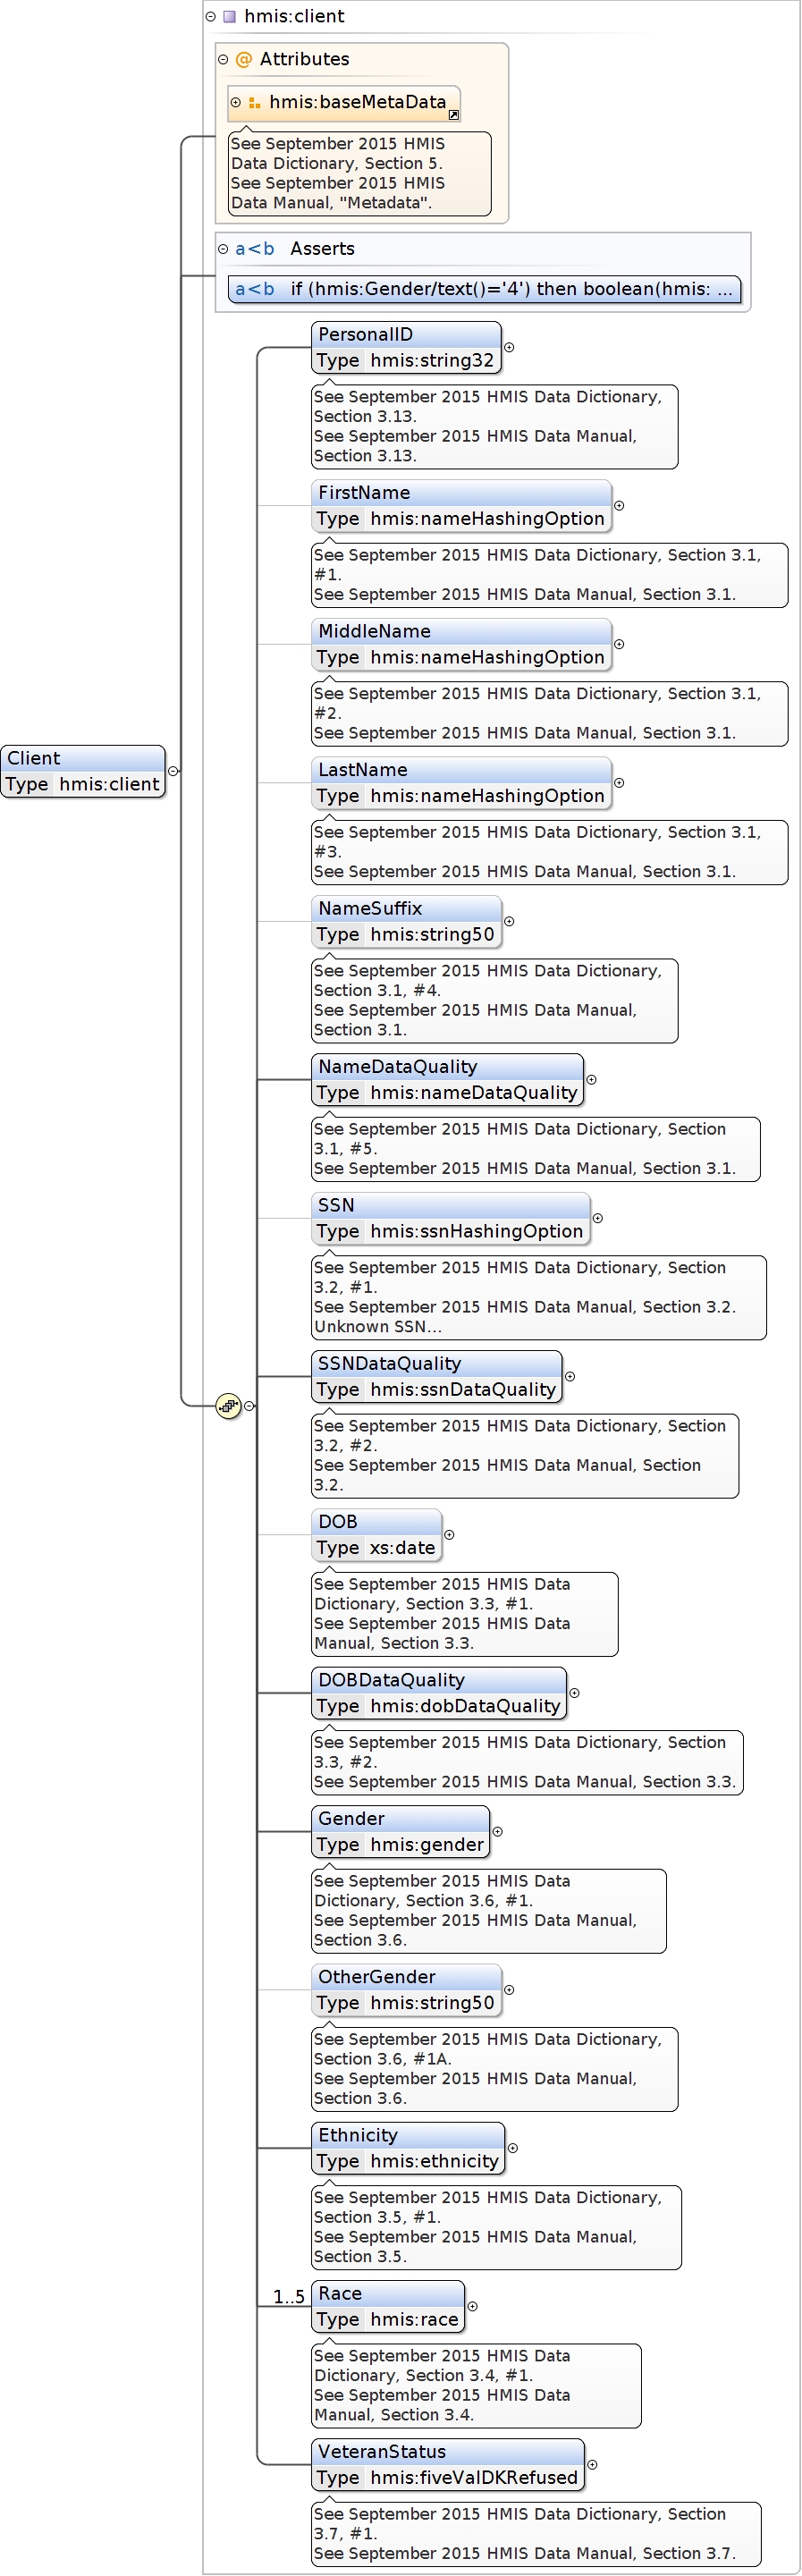 hmis:client
@ Attributes
hmis:baseMetaData
See September 2015 HMIS
Data Dictionary, Section 5.
See September 2015 HMIS
Data Manual, "Metadata".
a<b Asserts
a<b if (hmis:Gender/text()='4') then boolean(hmis: ...
Client
Type hmis:client
PersonalID
Type hmis:string32
See September 2015 HMIS Data Dictionary,
Section 3.13.
See September 2015 HMIS Data Manual,
Section 3.13.
FirstName
Type hmis:nameHashingOption
See September 2015 HMIS Data Dictionary, Section 3.1,
#1.
See September 2015 HMIS Data Manual, Section 3.1.
MiddleName
Type hmis:nameHashingOption
See September 2015 HMIS Data Dictionary, Section 3.1,
#2.
See September 2015 HMIS Data Manual, Section 3.1.
LastName
Type hmis:nameHashingOption
See September 2015 HMIS Data Dictionary, Section 3.1,
#3.
See September 2015 HMIS Data Manual, Section 3.1.
NameSuffix
Type hmis:string50
See September 2015 HMIS Data Dictionary,
Section 3.1, #4.
See September 2015 HMIS Data Manual,
Section 3.1.
NameDataQuality
Type hmis:nameDataQuality
See September 2015 HMIS Data Dictionary, Section
3.1, #5.
See September 2015 HMIS Data Manual, Section 3.1.
SSN
Type hmis:ssnHashingOption
See September 2015 HMIS Data Dictionary, Section
3.2, #1.
See September 2015 HMIS Data Manual, Section 3.2.
Unknown SSN...
SSNDataQuality
Type hmis:ssnDataQuality
See September 2015 HMIS Data Dictionary, Section
3.2, #2.
See September 2015 HMIS Data Manual, Section
3.2.
DOB
Type xs:date
See September 2015 HMIS Data
Dictionary, Section 3.3, #1.
See September 2015 HMIS Data
Manual, Section 3.3.
DOBDataQuality
Type hmis:dobDataQuality
See September 2015 HMIS Data Dictionary, Section
3.3, #2.
See September 2015 HMIS Data Manual, Section 3.3.
Gender
Type hmis:gender
See September 2015 HMIS Data
Dictionary, Section 3.6, #1.
See September 2015 HMIS Data Manual,
Section 3.6.
OtherGender
Type hmis:string50
See September 2015 HMIS Data Dictionary,
Section 3.6, #1A.
See September 2015 HMIS Data Manual,
Section 3.6.
Ethnicity
Type hmis:ethnicity
See September 2015 HMIS Data Dictionary,
Section 3.5, #1.
See September 2015 HMIS Data Manual,
Section 3.5.
1..5 Race
Type hmis:race
See September 2015 HMIS Data
Dictionary, Section 3.4, #1.
See September 2015 HMIS Data
Manual, Section 3.4.
VeteranStatus
Type hmis:fiveValDKRefused
See September 2015 HMIS Data Dictionary, Section
3.7, #1.
See September 2015 HMIS Data Manual, Section 3.7.